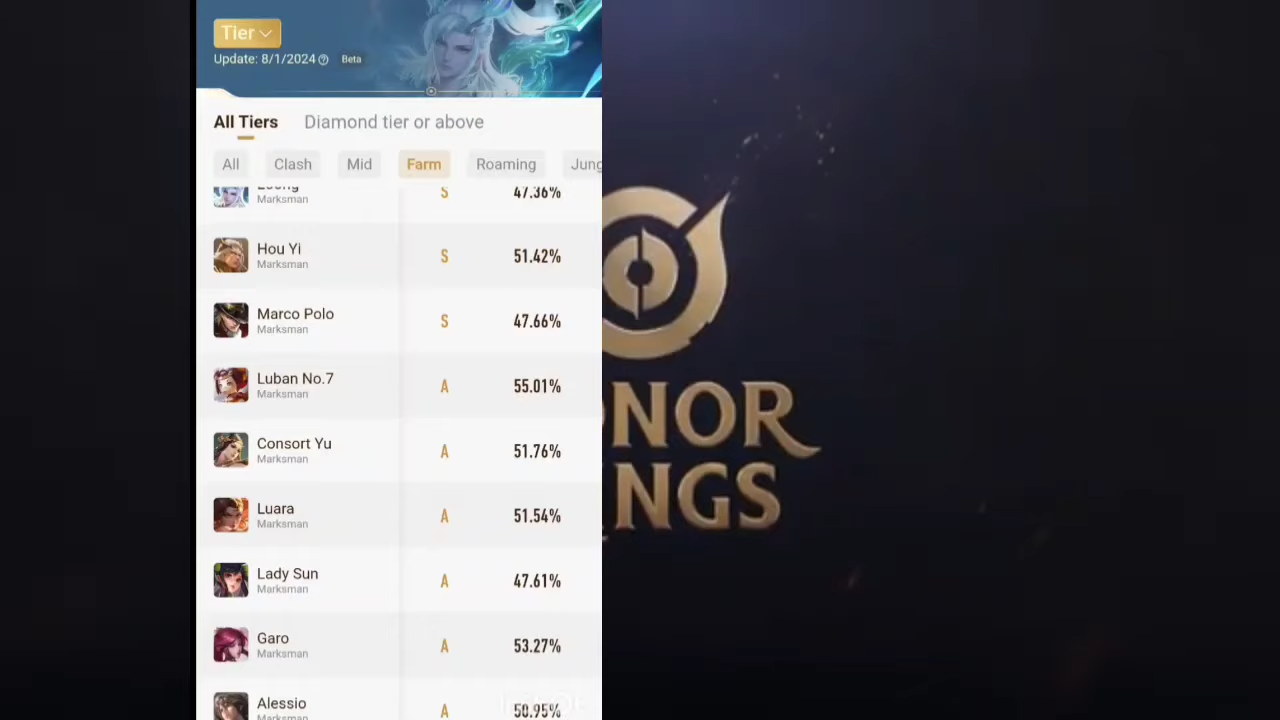 Tier
Update: 8/1/2024
Beta
All Tiers
Diamond tier or above
All
Clash
Mid
Farm
Roaming
Jung
Loong
Marksman
S
47.36%
Hou Yi
Marksman
S
51.42%
Marco Polo
Marksman
S
47.66%
Luban No.7
Marksman
A
55.01%
Consort Yu
Marksman
A
51.76%
Luara
Marksman
A
51.54%
Lady Sun
Marksman
A
47.61%
Garo
Marksman
A
53.27%
Alessio
Marksman
A
50.95%
NOR
NGS